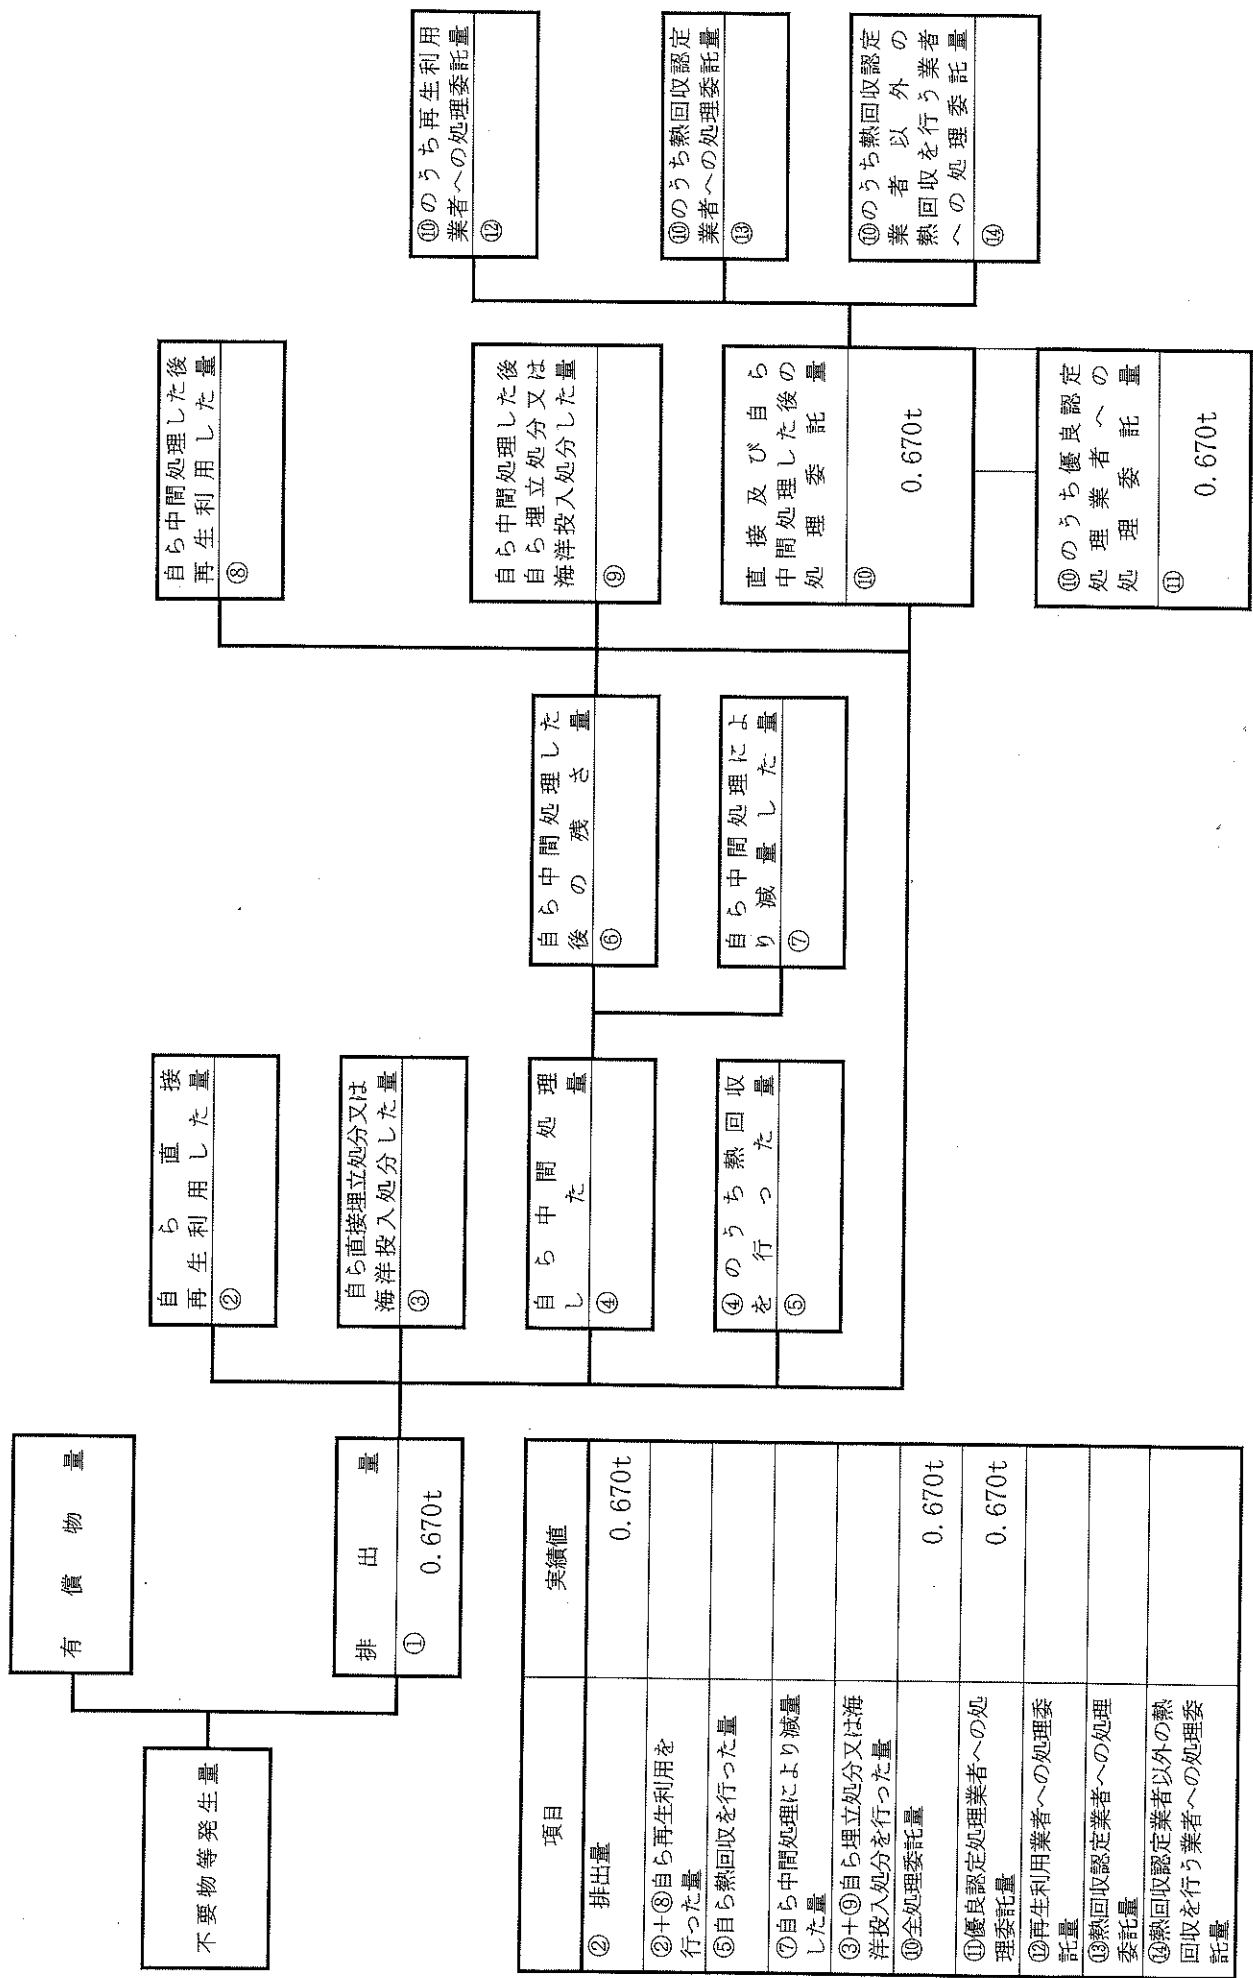 不要物等発生量
有償物量
排出量
①
0.670t
自ら直接
再生利用した量
②
自ら直接埋立処分又は
海洋投入処分した量
③
自ら中間処理
した量
④
④のうち熱回収
を行った量
⑤
自ら中間処理した
後の残さ量
⑥
自ら中間処理によ
り減量した量
⑦
自ら中間処理した後
再生利用した量
⑧
自ら中間処理した後
自ら埋立処分又は
海洋投入処分した量
⑨
直接及び自ら
中間処理した後の
処理委託量
⑩
0.670t
⑩のうち優良認定
処理業者への
処理委託量
⑪
0.670t
⑩のうち再生利用
業者への処理委託量
⑫
⑩のうち熱回収認定
業者への処理委託量
⑬
⑩のうち熱回収認定
業者以外の
熱回収を行う業者
への処理委託量
⑭
項目 実績値
② 排出量 0.670t
②+⑧自ら再生利用を
行った量
⑤自ら熱回収を行った量
⑦自ら中間処理により減量
した量
③+⑨自ら埋立処分又は海
洋投入処分を行った量
⑩全処理委託量 0.670t
⑪優良認定処理業者への処
理委託量 0.670t
⑫再生利用業者への処理委
託量
⑬熱回収認定業者への処理
委託量
⑭熱回収認定業者以外の熱
回収を行う業者への処理委
託量